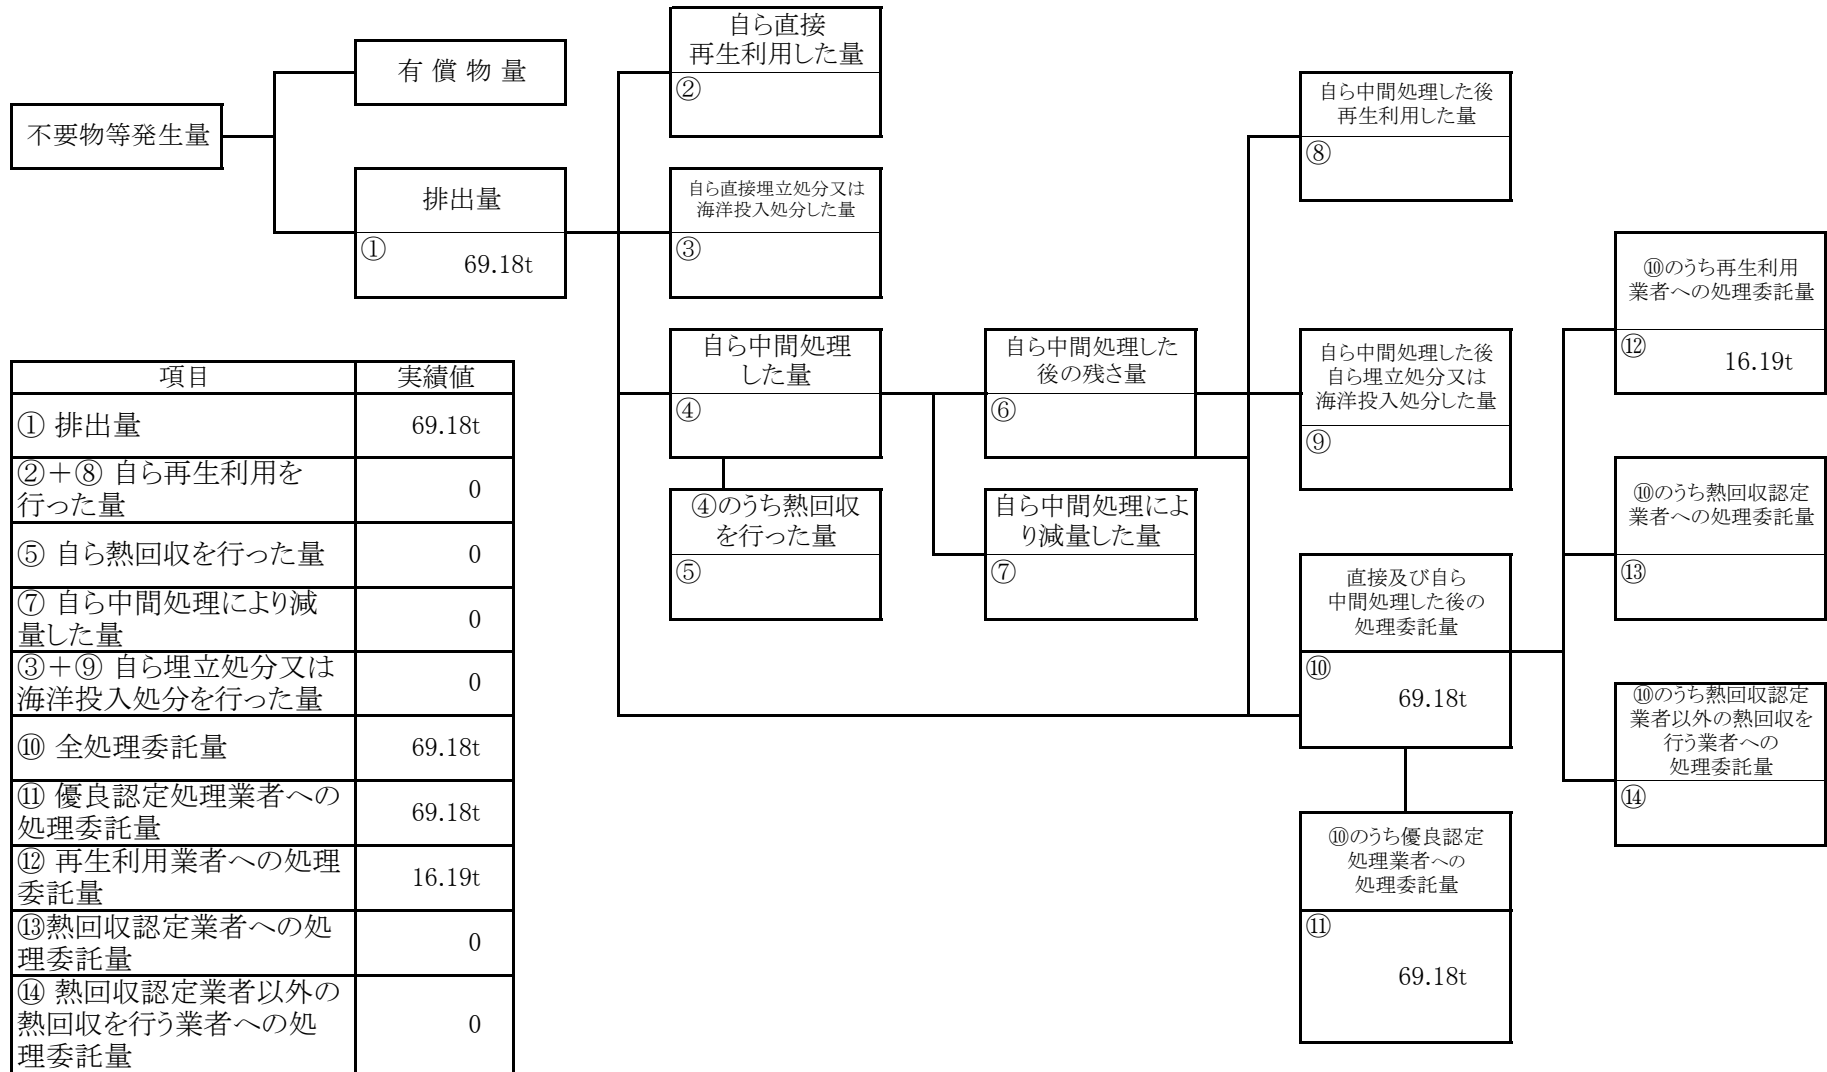 不要物等発生量
有 償 物 量
排出量
①
69.18t
自ら直接
再生利用した量
②
自ら直接埋立処分又は
海洋投入処分した量
③
自ら中間処理
した量
④
④のうち熱回収
を行った量
⑤
自ら中間処理した
後の残さ量
⑥
自ら中間処理によ
り減量した量
⑦
自ら中間処理した後
再生利用した量
⑧
自ら中間処理した後
自ら埋立処分又は
海洋投入処分した量
⑨
直接及び自ら
中間処理した後の
処理委託量
⑩
69.18t
⑩のうち優良認定
処理業者への
処理委託量
⑪
69.18t
⑩のうち再生利用
業者への処理委託量
⑫
16.19t
⑩のうち熱回収認定
業者への処理委託量
⑬
⑩のうち熱回収認定
業者以外の熱回収を
行う業者への
処理委託量
⑭
項目 実績値
① 排出量 69.18t
②+⑧ 自ら再生利用を
行った量 0
⑤ 自ら熱回収を行った量 0
⑦ 自ら中間処理により減
量した量 0
③+⑨ 自ら埋立処分又は
海洋投入処分を行った量 0
⑩ 全処理委託量 69.18t
⑪ 優良認定処理業者への
処理委託量 69.18t
⑫ 再生利用業者への処理
委託量 16.19t
⑬熱回収認定業者への処
理委託量 0
⑭ 熱回収認定業者以外の
熱回収を行う業者への処
理委託量 0